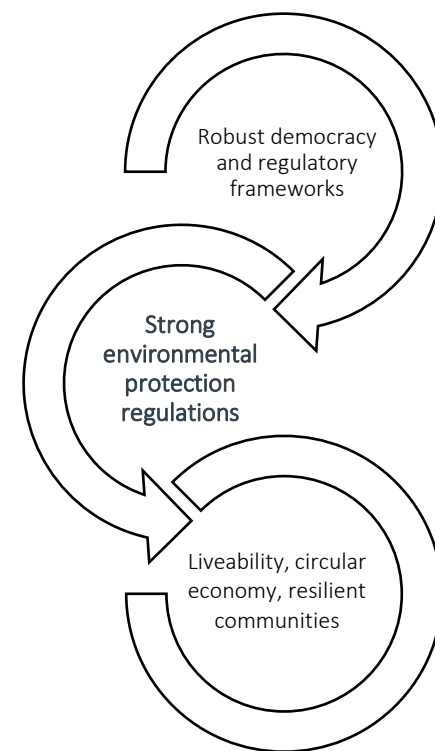 Robust democracy
and regulatory
frameworks
Strong
environmental
protection
regulations
Liveability, circular
economy, resilient
communities